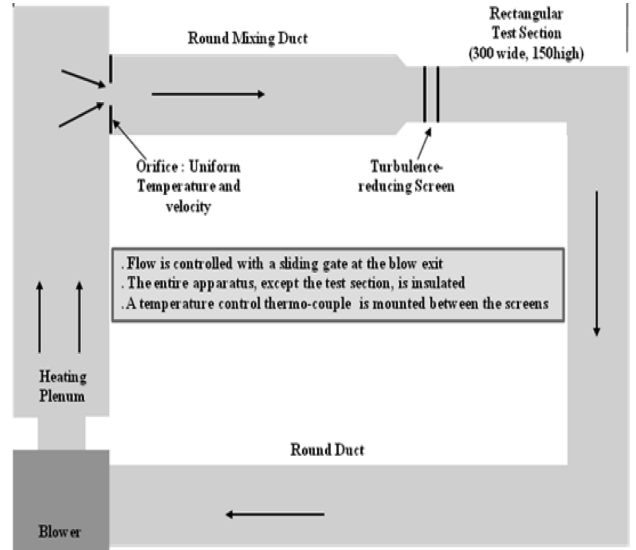 Rectangular
Test Section
(300 wide, 150high)
Round Mixing Duct
Orifice : Uniform
Temperature and
velocity
Turbulence-
reducing Screen
. Flow is controlled with a sliding gate at the blow exit
. The entire apparatus, except the test section, is insulated
. A temperature control thermo-couple is mounted between the screens
Heating
Plenum
Round Duct
Blower